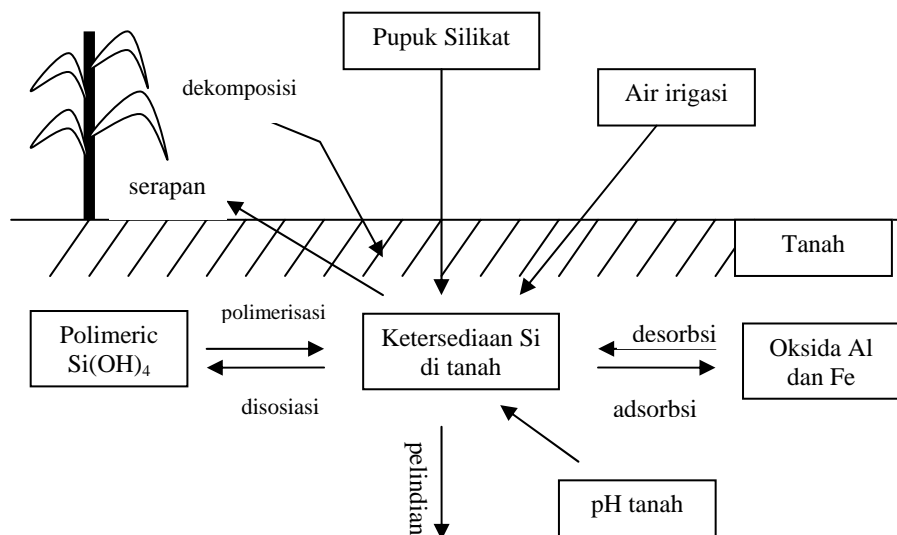 Pupuk Silikat
dekomposisi
Air irigasi
serapan
Tanah
polimerisasi
Polimeric
Si(OH)₄
disosiasi
Ketersediaan Si
di tanah
desorbsi
adsorbsi
Oksida Al
dan Fe
pelindian
pH tanah